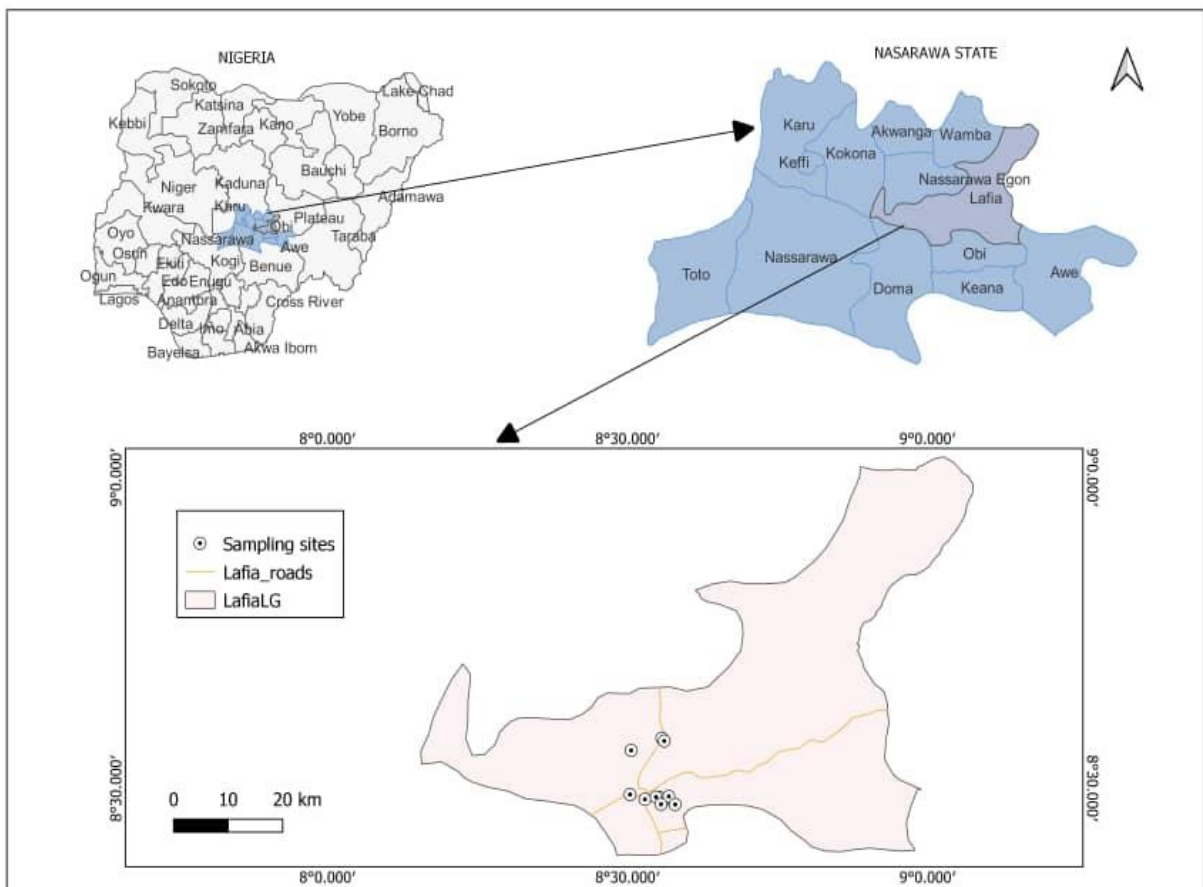 NIGERIA
Sokoto
Lake-Chad
Katsina
Kebbi
Zamfara
Kano
Yobe
Borno
Bauchi
Kaduna
Niger
Adamawa
Karu
Kwara
Plateau
Obi
Oyo
Nassarawa
Taraba
Awe
Osun
Ekiti
Kogi
Benue
Ogun
Edo
Enugu
Lagos
Anambra
Cross River
Delta
Imo
Abia
Bayelsa
Akwa Ibom
NASARAWA STATE
Karu
Akwanga
Wamba
Keffi
Kokona
Nassarawa Egon
Lafia
Toto
Nassarawa
Obi
Awe
Doma
Keana
8°0.000'
8°30.000'
9°0.000'
9°0.000'
9°0.000'
Sampling sites
Lafia_roads
LafiaLG
8°30.000'
8°30.000'
0 10 20 km
8°0.000'
8°30.000'
9°0.000'